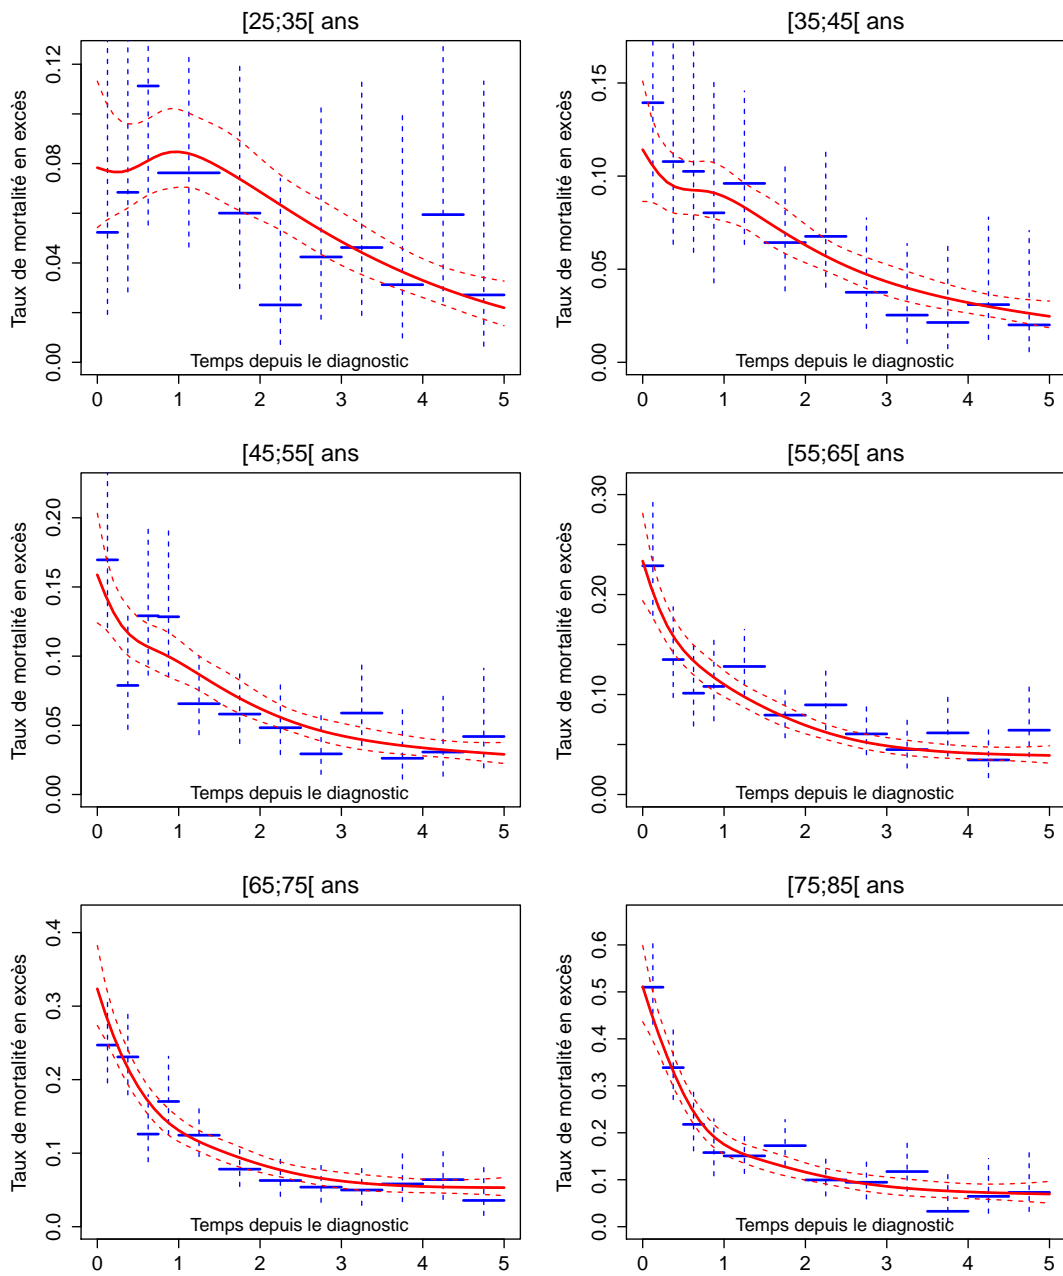 [25;35[ ans
Taux de mortalité en excès
0.00 0.04 0.08 0.12
Temps depuis le diagnostic
0 1 2 3 4 5
[35;45[ ans
Taux de mortalité en excès
0.00 0.05 0.10 0.15
Temps depuis le diagnostic
0 1 2 3 4 5
[45;55[ ans
Taux de mortalité en excès
0.00 0.05 0.10 0.15 0.20
Temps depuis le diagnostic
0 1 2 3 4 5
[55;65[ ans
Taux de mortalité en excès
0.00 0.10 0.20 0.30
Temps depuis le diagnostic
0 1 2 3 4 5
[65;75[ ans
Taux de mortalité en excès
0.0 0.1 0.2 0.3 0.4
Temps depuis le diagnostic
0 1 2 3 4 5
[75;85[ ans
Taux de mortalité en excès
0.0 0.1 0.2 0.3 0.4 0.5 0.6
Temps depuis le diagnostic
0 1 2 3 4 5